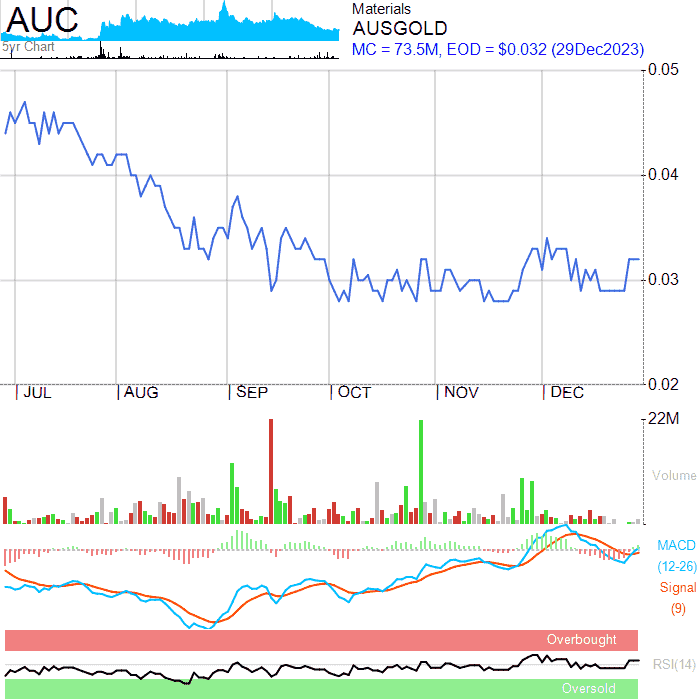 AUC
5yr Chart
Materials
AUSGOLD
MC = 73.5M, EOD = $0.032 (29Dec2023)
0.05
0.04
0.03
0.02
JUL AUG SEP OCT NOV DEC
22M
Volume
MACD
(12-26)
Signal
(9)
Overbought
RSI(14)
Oversold